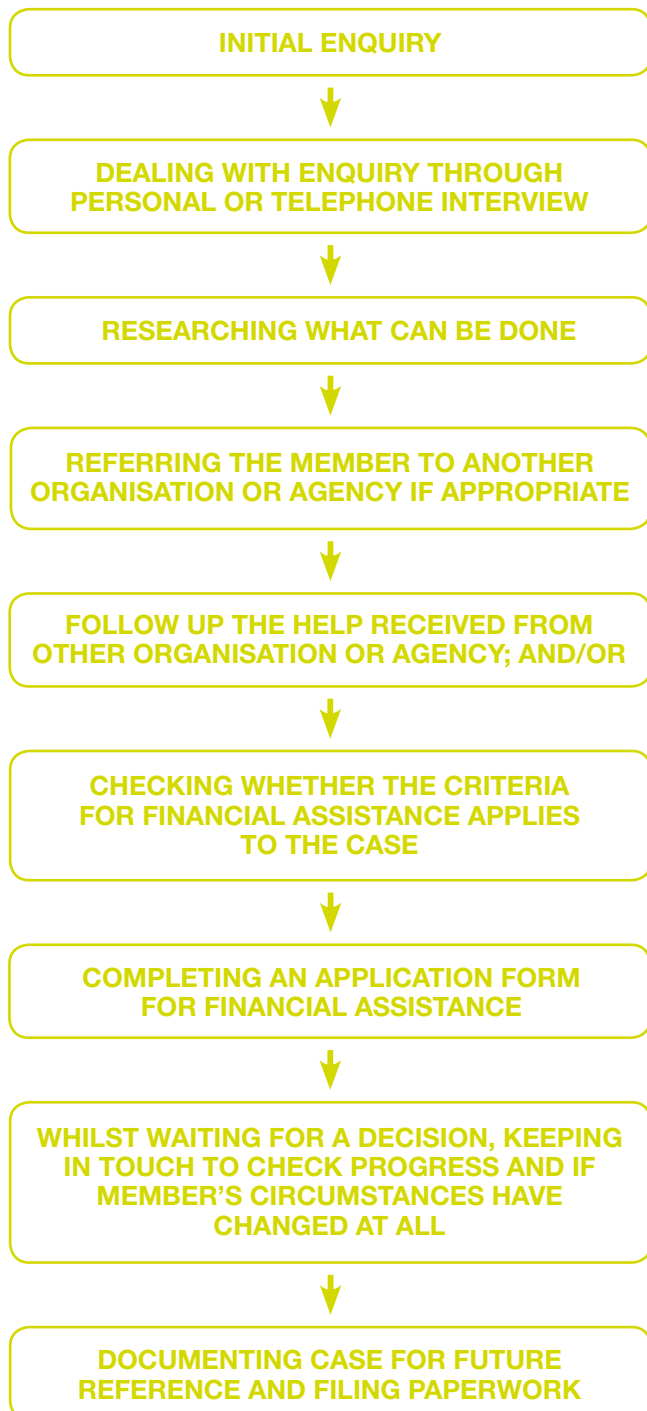 INITIAL ENQUIRY
DEALING WITH ENQUIRY THROUGH
PERSONAL OR TELEPHONE INTERVIEW
RESEARCHING WHAT CAN BE DONE
REFERRING THE MEMBER TO ANOTHER
ORGANISATION OR AGENCY IF APPROPRIATE
FOLLOW UP THE HELP RECEIVED FROM
OTHER ORGANISATION OR AGENCY; AND/OR
CHECKING WHETHER THE CRITERIA
FOR FINANCIAL ASSISTANCE APPLIES
TO THE CASE
COMPLETING AN APPLICATION FORM
FOR FINANCIAL ASSISTANCE
WHILST WAITING FOR A DECISION, KEEPING
IN TOUCH TO CHECK PROGRESS AND IF
MEMBER’S CIRCUMSTANCES HAVE
CHANGED AT ALL
DOCUMENTING CASE FOR FUTURE
REFERENCE AND FILING PAPERWORK